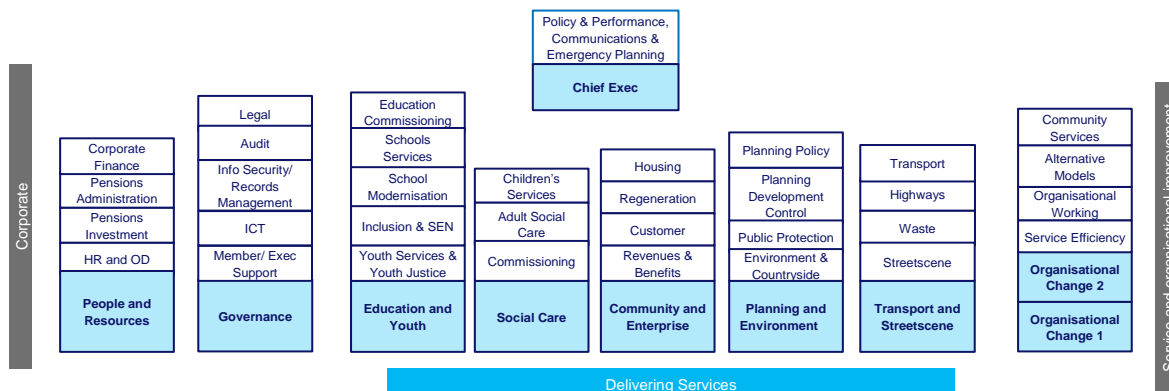 Policy & Performance,
Communications &
Emergency Planning
Chief Exec
Corporate
Corporate
Finance
Pensions
Administration
Pensions
Investment
HR and OD
People and
Resources
Legal
Audit
Info Security/
Records
Management
ICT
Member/ Exec
Support
Governance
Education
Commissioning
Schools
Services
School
Modernisation
Inclusion & SEN
Youth Services &
Youth Justice
Education and
Youth
Children's
Services
Adult Social
Care
Commissioning
Social Care
Housing
Regeneration
Customer
Revenues &
Benefits
Community
and Enterprise
Planning Policy
Planning
Development
Control
Public Protection
Environment &
Countryside
Planning and
Environment
Transport
Highways
Waste
Streetscene
Transport and
Streetscene
Community
Services
Alternative
Models
Organisational
Working
Service Efficiency
Organisational
Change 2
Organisational
Change 1
Service and organisational improvement
Delivering Services